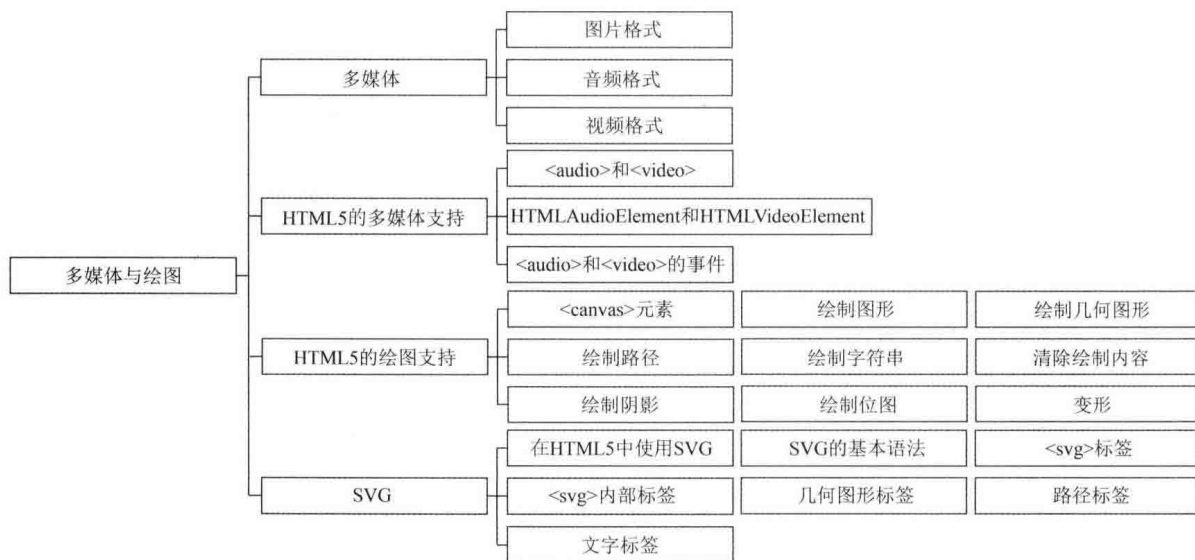 多媒体与绘图
多媒体
图片格式
音频格式
视频格式
HTML5的多媒体支持
<audio>和<video>
HTMLAudioElement和HTMLVideoElement
<audio>和<video>的事件
HTML5的绘图支持
<canvas>元素
绘制图形
绘制几何图形
绘制路径
绘制字符串
清除绘制内容
绘制阴影
绘制位图
变形
SVG
在HTML5中使用SVG
SVG的基本语法
<svg>标签
<svg>内部标签
几何图形标签
路径标签
文字标签